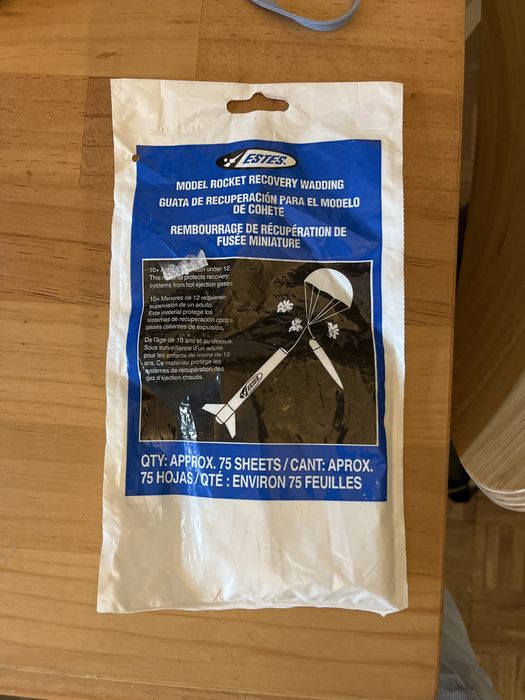 ESTES
MODEL ROCKET RECOVERY WADDING
GUATA DE RECUPERACIÓN PARA EL MODELO
DE COHETE
REMBOURRAGE DE RÉCUPÉRATION DE
FUSÉE MINIATURE
10+ under 12.
This protects recovery
systems from hot ejection gases.
10+ Menores de 12 requieren
supervisión de un adulto.
Este material protege los
sistemas de recuperación contra
gases calientes de expulsión.
De l'âge de 10 ans et au-dessus.
Sous surveillance d'un adulte
pour les enfants de moins de 12
ans. Ce matériau protège les
systèmes de récupération des
gaz d'éjection chauds.
ESTES
QTY: APPROX. 75 SHEETS / CANT: APROX.
75 HOJAS / QTÉ : ENVIRON 75 FEUILLES